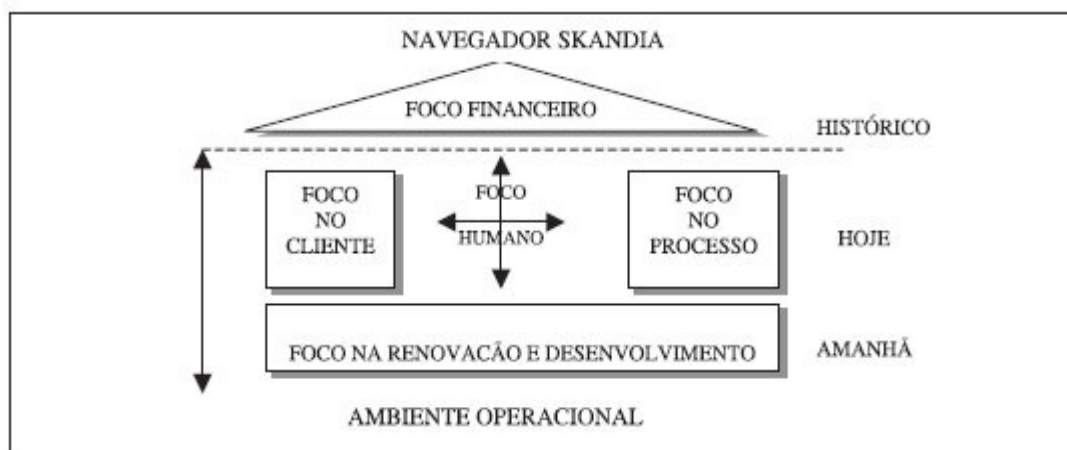 NAVEGADOR SKANDIA
FOCO FINANCEIRO
HISTÓRICO
FOCO
NO
CLIENTE
FOCO
HUMANO
FOCO
NO
PROCESSO
HOJE
FOCO NA RENOVACÃO E DESENVOLVIMENTO
AMANHÃ
AMBIENTE OPERACIONAL